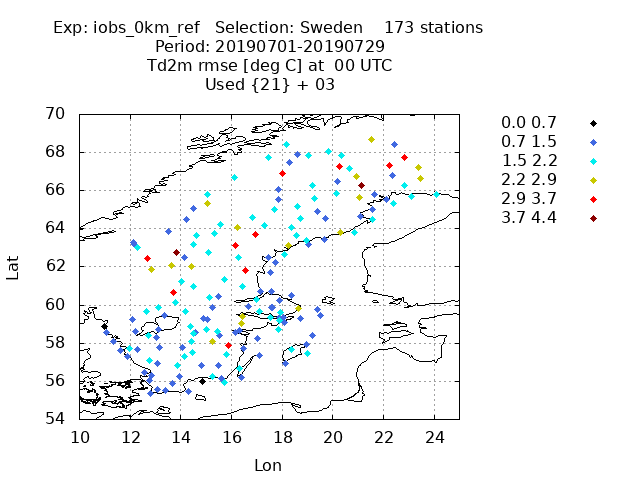 Exp: iobs_0km_ref   Selection: Sweden    173 stations
Period: 20190701-20190729
Td2m rmse [deg C] at  00 UTC
Used {21} + 03
70
68
66
64
62
60
58
56
54
10 12 14 16 18 20 22 24
Lat
Lon
0.0 0.7
0.7 1.5
1.5 2.2
2.2 2.9
2.9 3.7
3.7 4.4